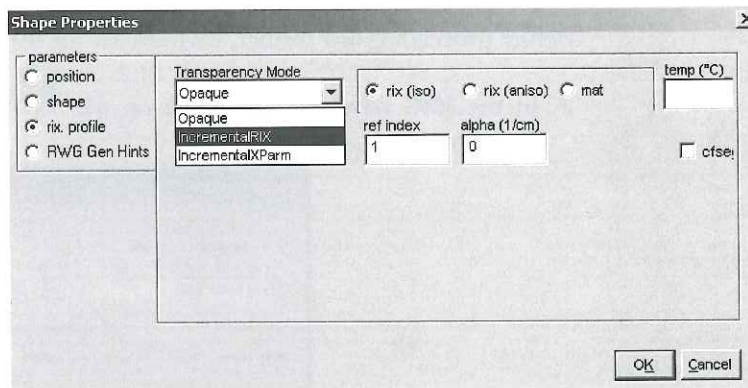 Shape Properties
parameters
position
shape
rix. profile
RWG Gen Hints
Transparency Mode
Opaque
Opaque
IncrementalRIX
IncrementalXParm
rix (iso)
rix (aniso)
mat
temp (°C)
ref index
1
alpha (1/cm)
0
OK
Cancel